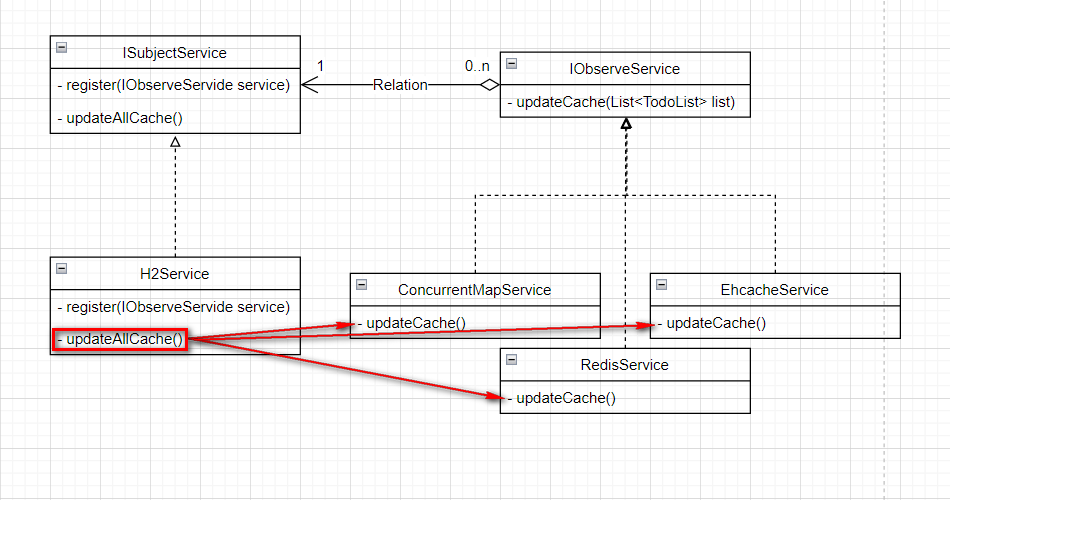 ISubjectService
- register(IObserveServide service)
- updateAllCache()
1
Relation
0..n
IObserveService
- updateCache(List<TodoList> list)
H2Service
- register(IObserveServide service)
- updateAllCache()
ConcurrentMapService
- updateCache()
EhcacheService
- updateCache()
RedisService
- updateCache()